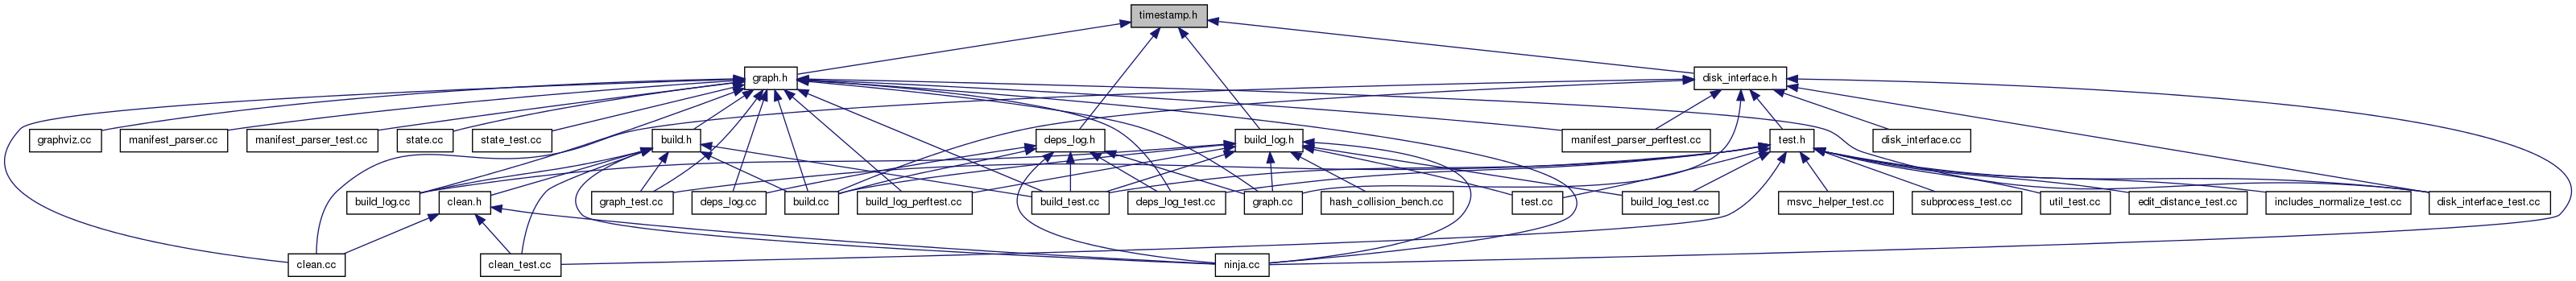 timestamp.h
graph.h
disk_interface.h
graphviz.cc
manifest_parser.cc
manifest_parser_test.cc
state.cc
state_test.cc
build.h
deps_log.h
build_log.h
manifest_parser_perftest.cc
test.h
disk_interface.cc
build_log.cc
clean.h
graph_test.cc
deps_log.cc
build.cc
build_log_perftest.cc
build_test.cc
deps_log_test.cc
graph.cc
hash_collision_bench.cc
test.cc
build_log_test.cc
msvc_helper_test.cc
subprocess_test.cc
util_test.cc
edit_distance_test.cc
includes_normalize_test.cc
disk_interface_test.cc
clean.cc
clean_test.cc
ninja.cc